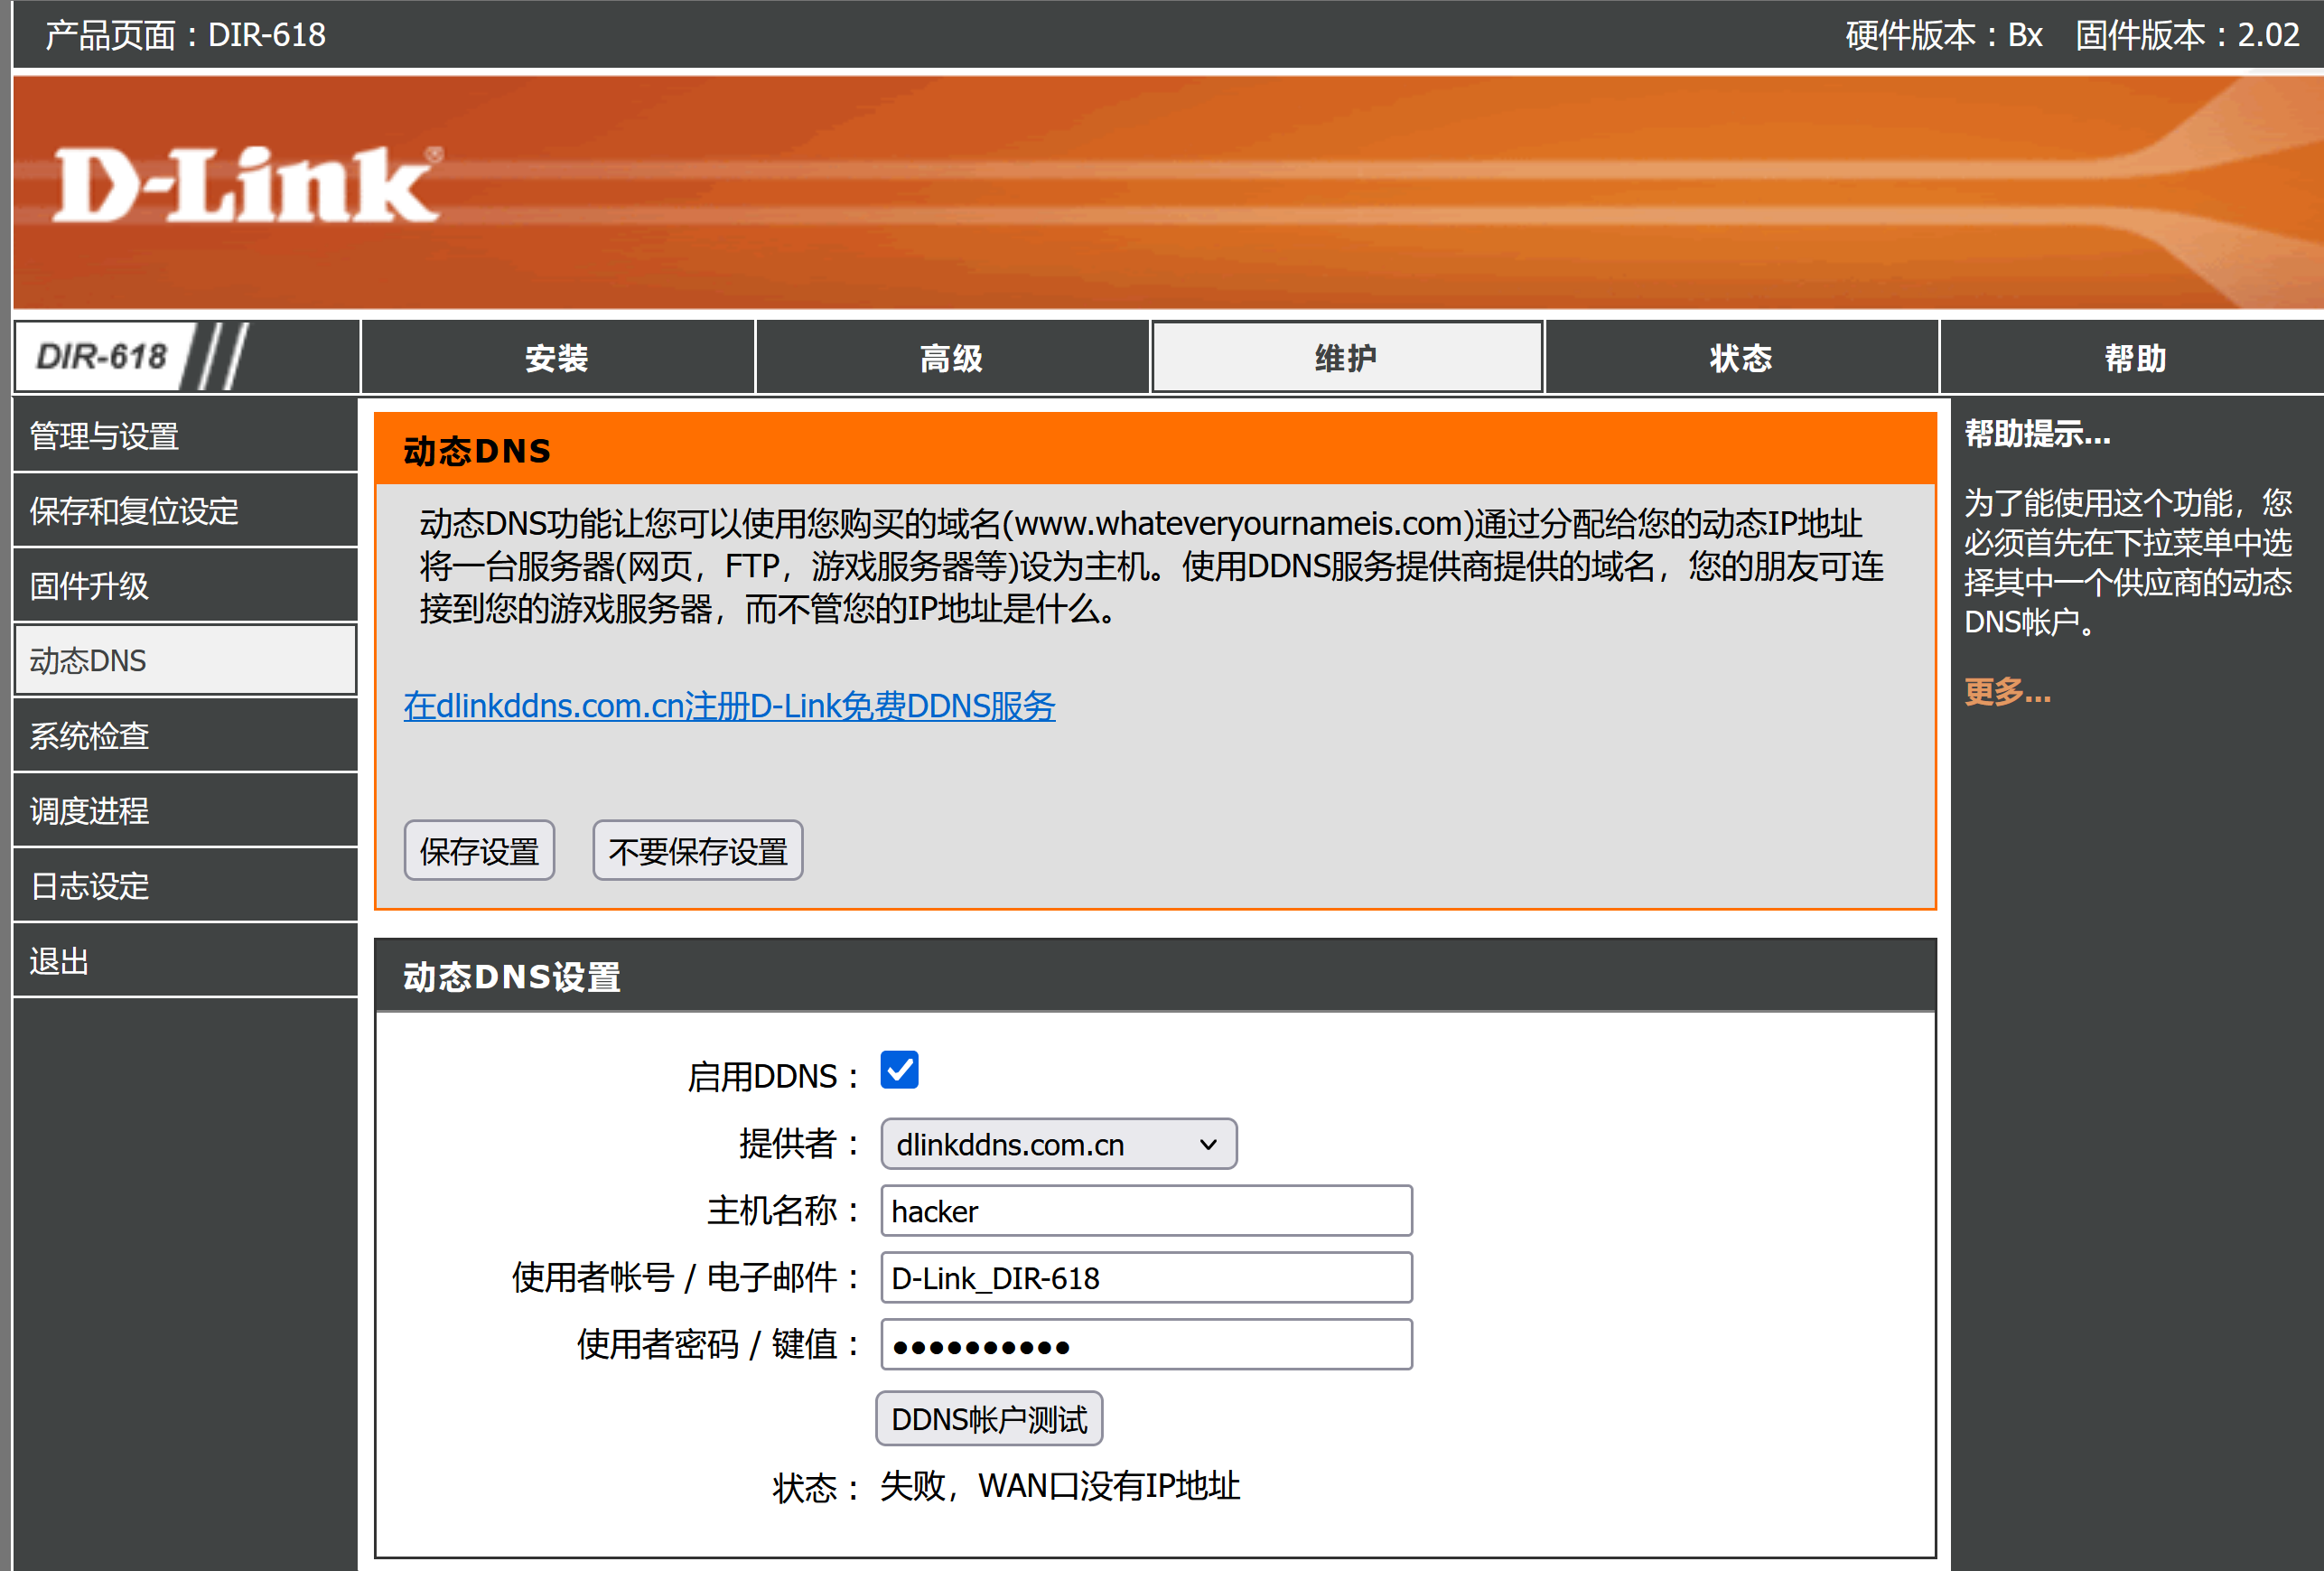 产品页面：DIR-618
硬件版本：Bx 固件版本：2.02
D-Link®
DIR-618
安装
高级
维护
状态
帮助
管理与设置
保存和复位设定
固件升级
动态DNS
系统检查
调度进程
日志设定
退出
动态DNS
动态DNS功能让您可以使用您购买的域名(www.whateveryournameis.com)通过分配给您的动态IP地址
将一台服务器(网页，FTP，游戏服务器等)设为主机。使用DDNS服务提供商提供的域名，您的朋友可连
接到您的游戏服务器，而不管您的IP地址是什么。
在dlinkddns.com.cn注册D-Link免费DDNS服务
保存设置 不要保存设置
动态DNS设置
启用DDNS：
提供者： dlinkddns.com.cn
主机名称： hacker
使用者帐号 / 电子邮件： D-Link_DIR-618
使用者密码 / 键值： ●●●●●●●●●●
DDNS帐户测试
状态： 失败，WAN口没有IP地址
帮助提示...
为了能使用这个功能，您
必须首先在下拉菜单中选
择其中一个供应商的动态
DNS帐户。
更多...